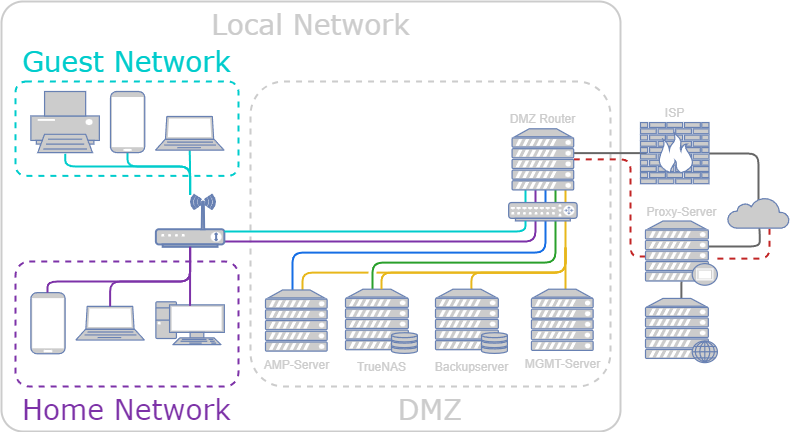 Local Network
Guest Network
DMZ Router
ISP
Proxy-Server
AMP-Server
TrueNAS
Backupserver
MGMT-Server
Home Network
DMZ